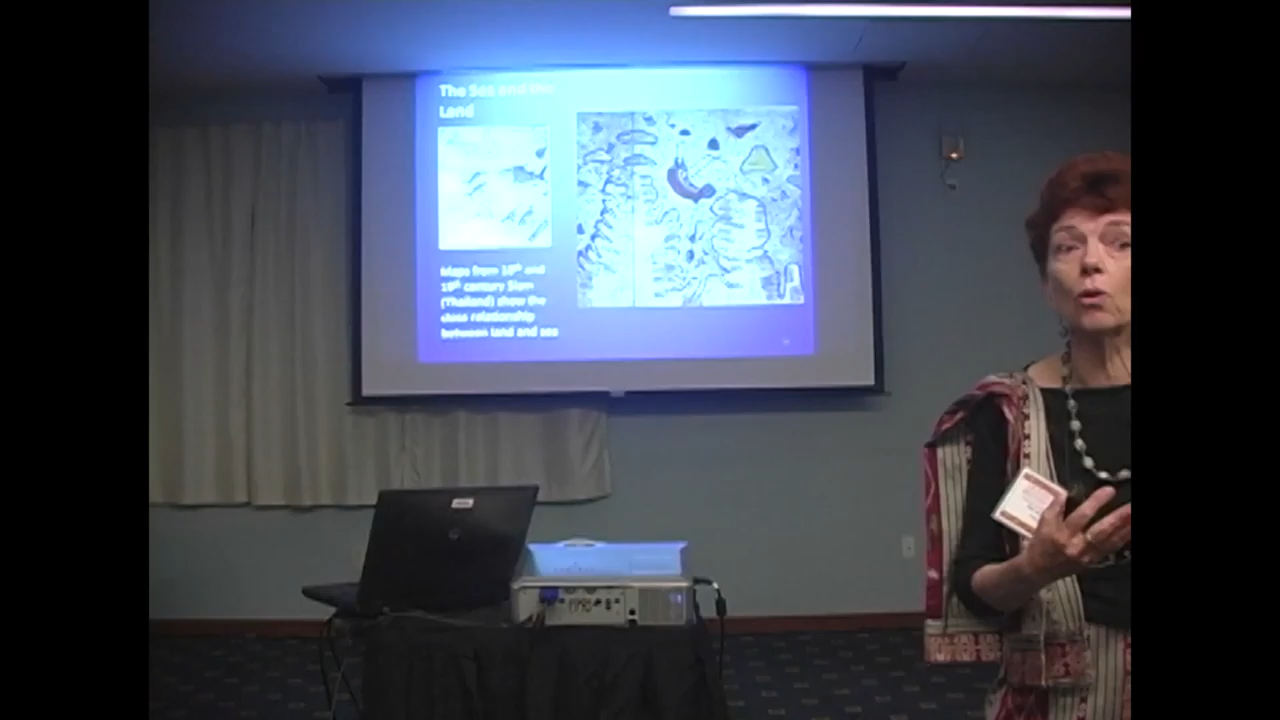 The Sea and the
Land
Maps from 18th and
19th century Siam
(Thailand) show the
close relationship
between land and sea